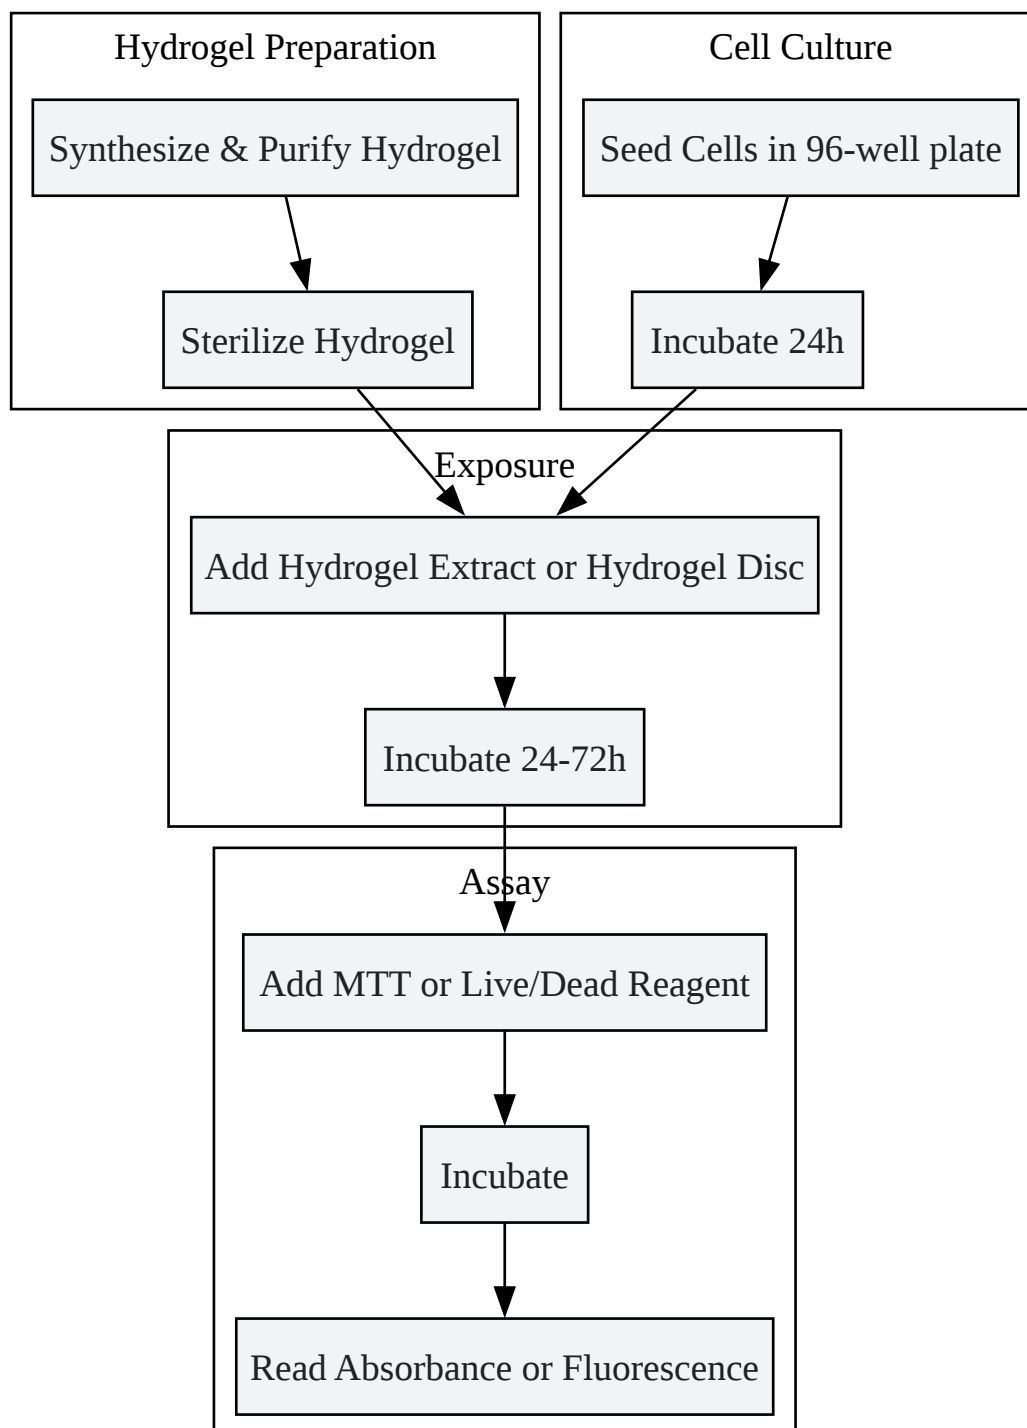 Hydrogel Preparation
Synthesize & Purify Hydrogel
Sterilize Hydrogel
Cell Culture
Seed Cells in 96-well plate
Incubate 24h
Exposure
Add Hydrogel Extract or Hydrogel Disc
Incubate 24-72h
Assay
Add MTT or Live/Dead Reagent
Incubate
Read Absorbance or Fluorescence